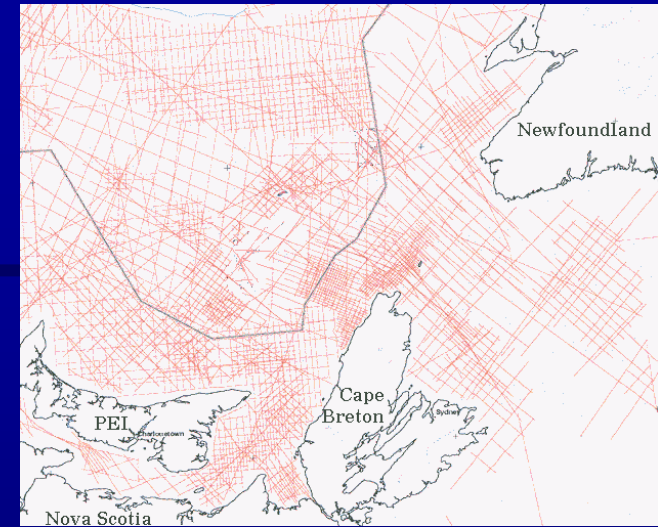 Newfoundland
Cape
Breton
Sydney
PEI
Charlottetown
Nova Scotia